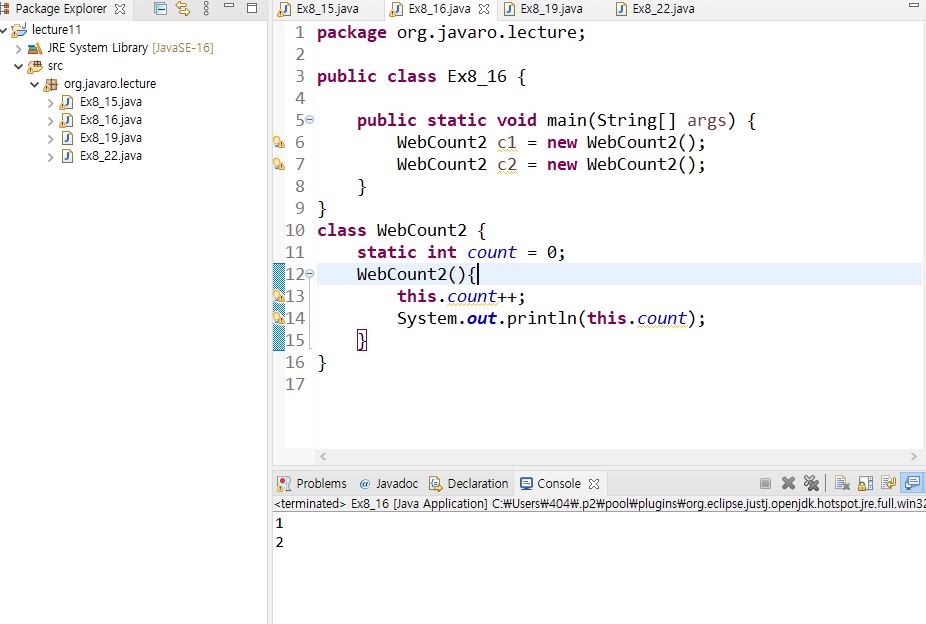 Package Explorer
lecture11
JRE System Library [JavaSE-16]
src
org.javaro.lecture
Ex8_15.java
Ex8_16.java
Ex8_19.java
Ex8_22.java
Ex8_15.java Ex8_16.java Ex8_19.java Ex8_22.java
1 package org.javaro.lecture;
2
3 public class Ex8_16 {
4
5 public static void main(String[] args) {
6 WebCount2 c1 = new WebCount2();
7 WebCount2 c2 = new WebCount2();
8 }
9 }
10 class WebCount2 {
11 static int count = 0;
12 WebCount2(){
13 this.count++;
14 System.out.println(this.count);
15 }
16 }
17
Problems @ Javadoc Declaration Console
<terminated> Ex8_16 [Java Application] C:₩Users₩404₩.p2₩pool₩plugins₩org.eclipse.justj.openjdk.hotspot.jre.full.win32
1
2